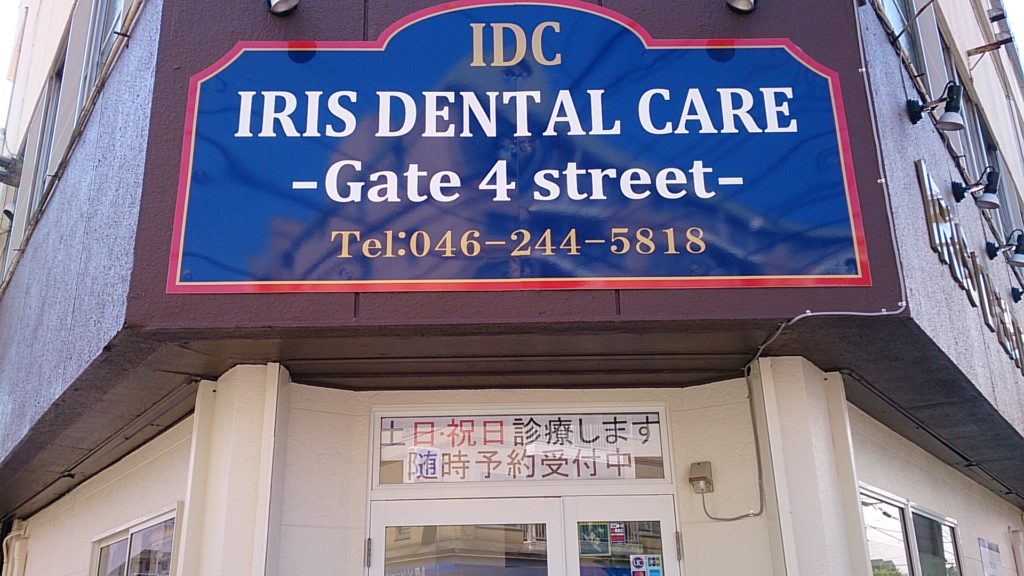 IDC
IRIS DENTAL CARE
-Gate 4 street-
Tel:046-244-5818
土日・祝日診療します
随時予約受付中